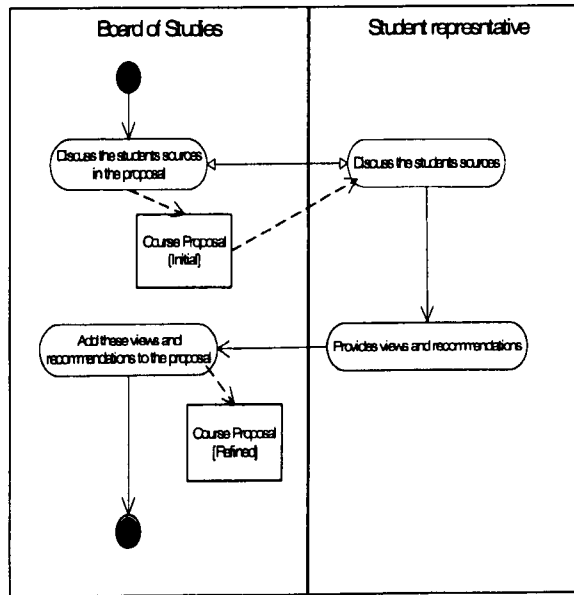 Board of Studies
Student represntative
Discuss the students sources
in the proposal
Discuss the students sources
Course Proposal
[Initial]
Add these views and
recommendations to the proposal
Provides views and recommendations
Course Proposal
[Refined]